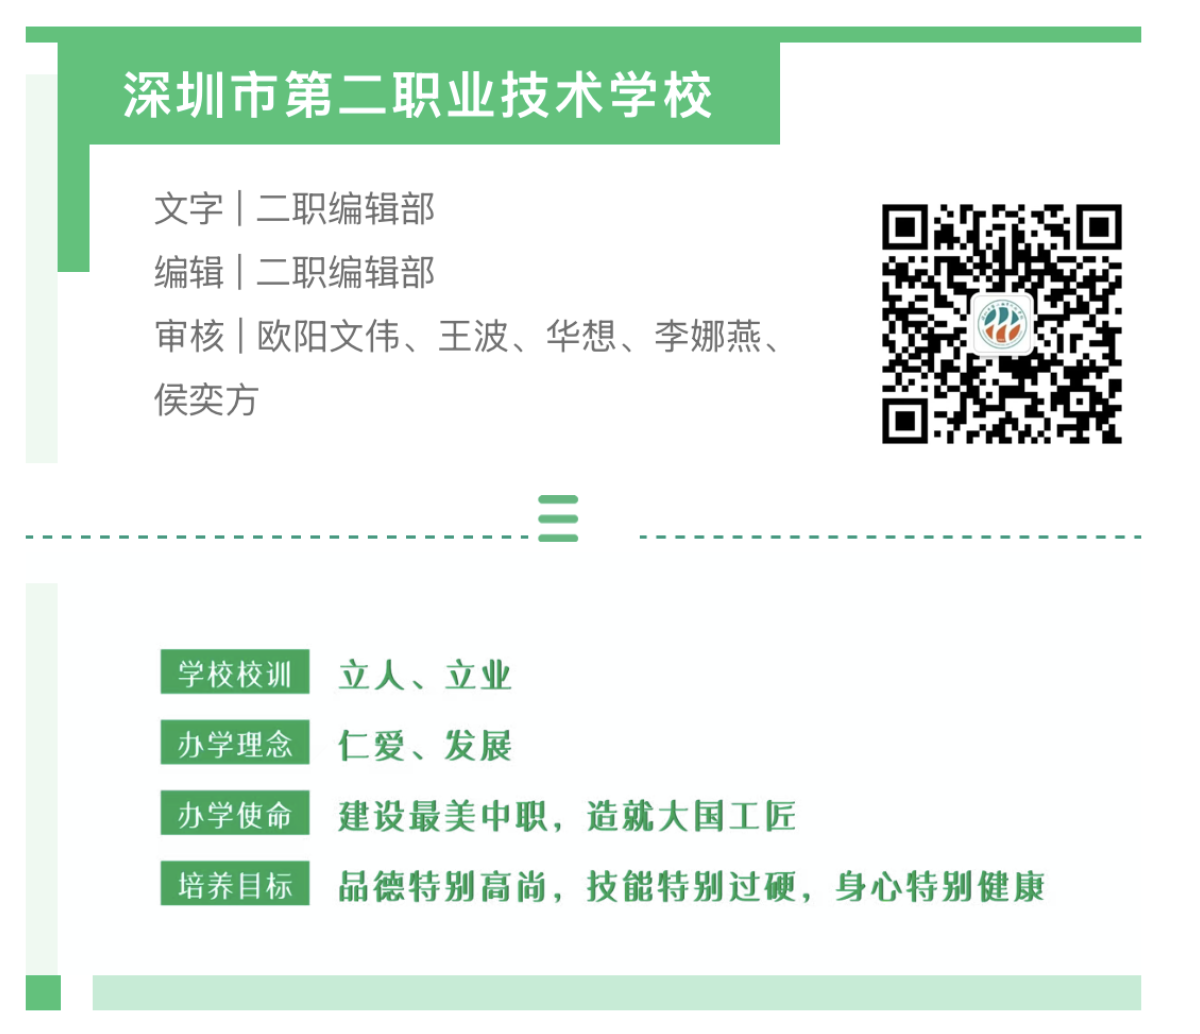 深圳市第二职业技术学校
文字 | 二职编辑部
编辑 | 二职编辑部
审核 | 欧阳文伟、王波、华想、李娜燕、
侯奕方
学校校训 立人、立业
办学理念 仁爱、发展
办学使命 建设最美中职，造就大国工匠
培养目标 品德特别高尚，技能特别过硬，身心特别健康